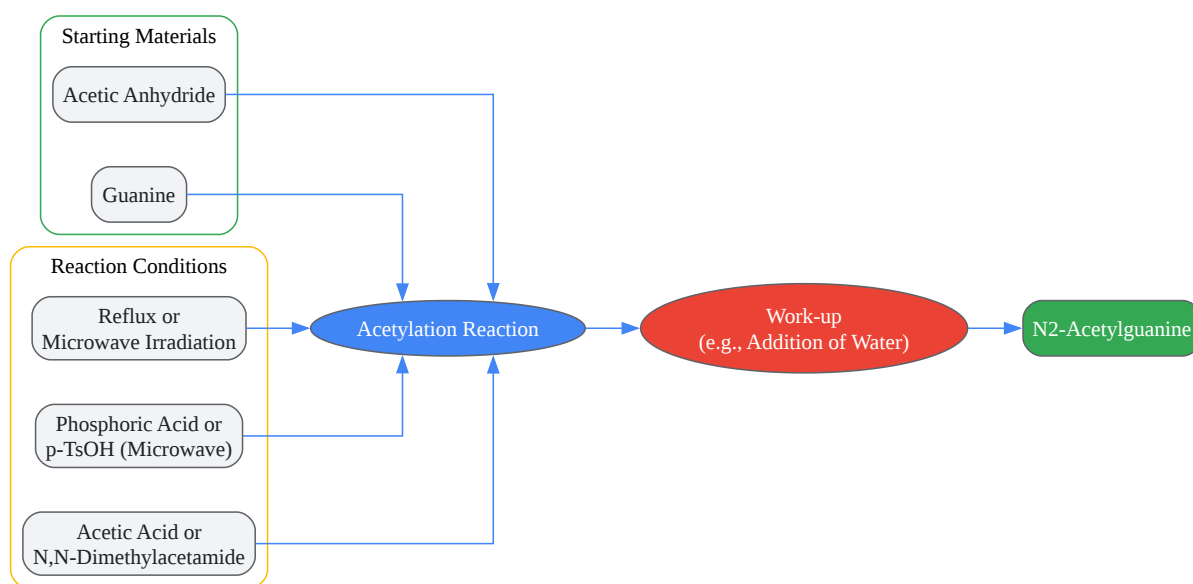 Starting Materials
Acetic Anhydride
Guanine
Reaction Conditions
Reflux or
Microwave Irradiation
Phosphoric Acid or
p-TsOH (Microwave)
Acetic Acid or
N,N-Dimethylacetamide
Acetylation Reaction
Work-up
(e.g., Addition of Water)
N2-Acetylguanine